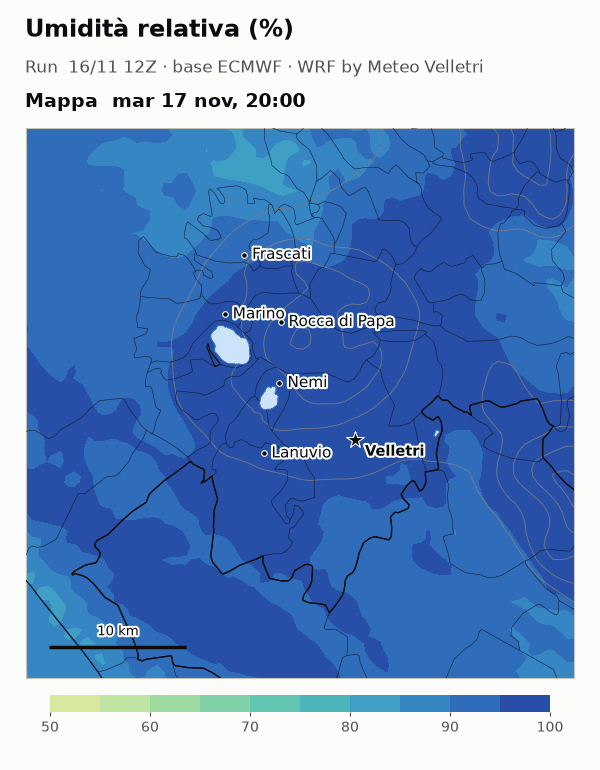 Umidità relativa (%)
Run  16/11 12Z · base ECMWF · WRF by Meteo Velletri
Mappa  mar 17 nov, 20:00
Frascati
Marino
Rocca di Papa
Nemi
Velletri
Lanuvio
10 km
50 60 70 80 90 100